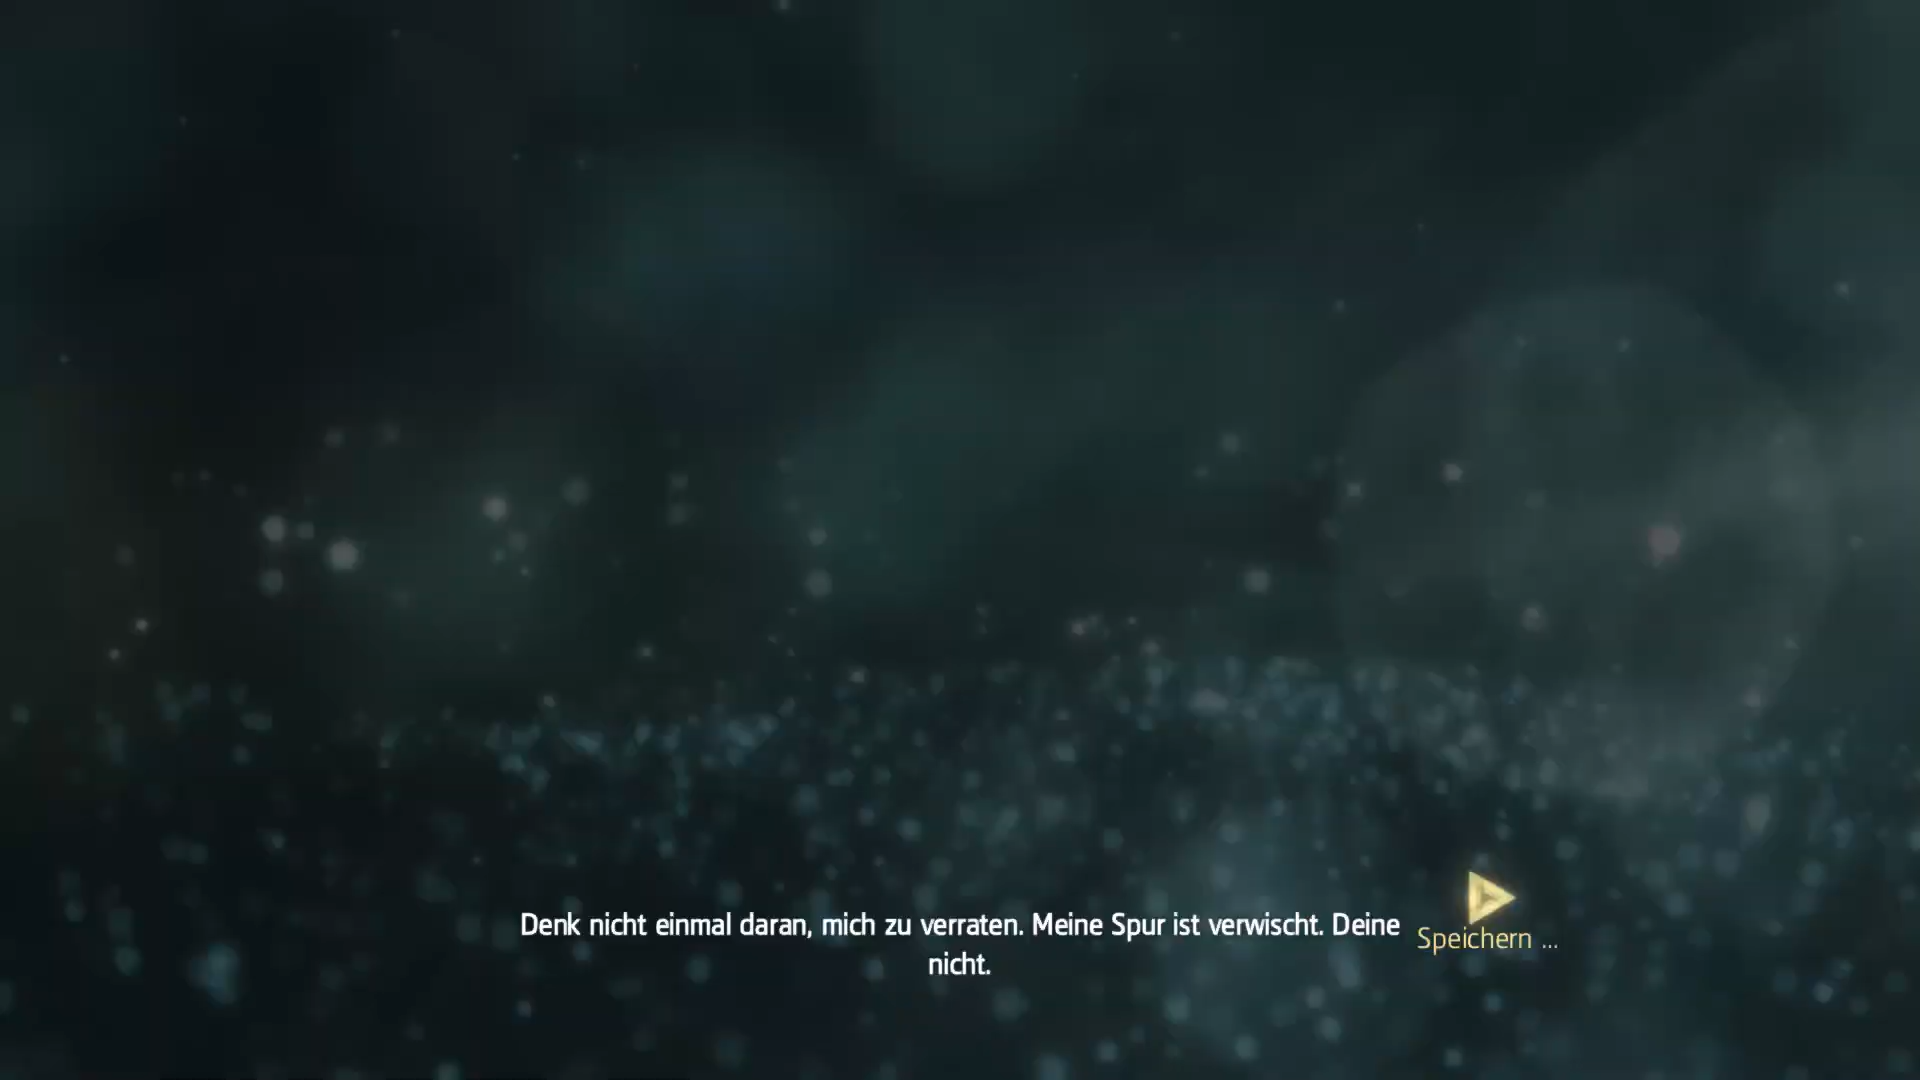 Denk nicht einmal daran, mich zu verraten. Meine Spur ist verwischt. Deine
nicht.
Speichern ...